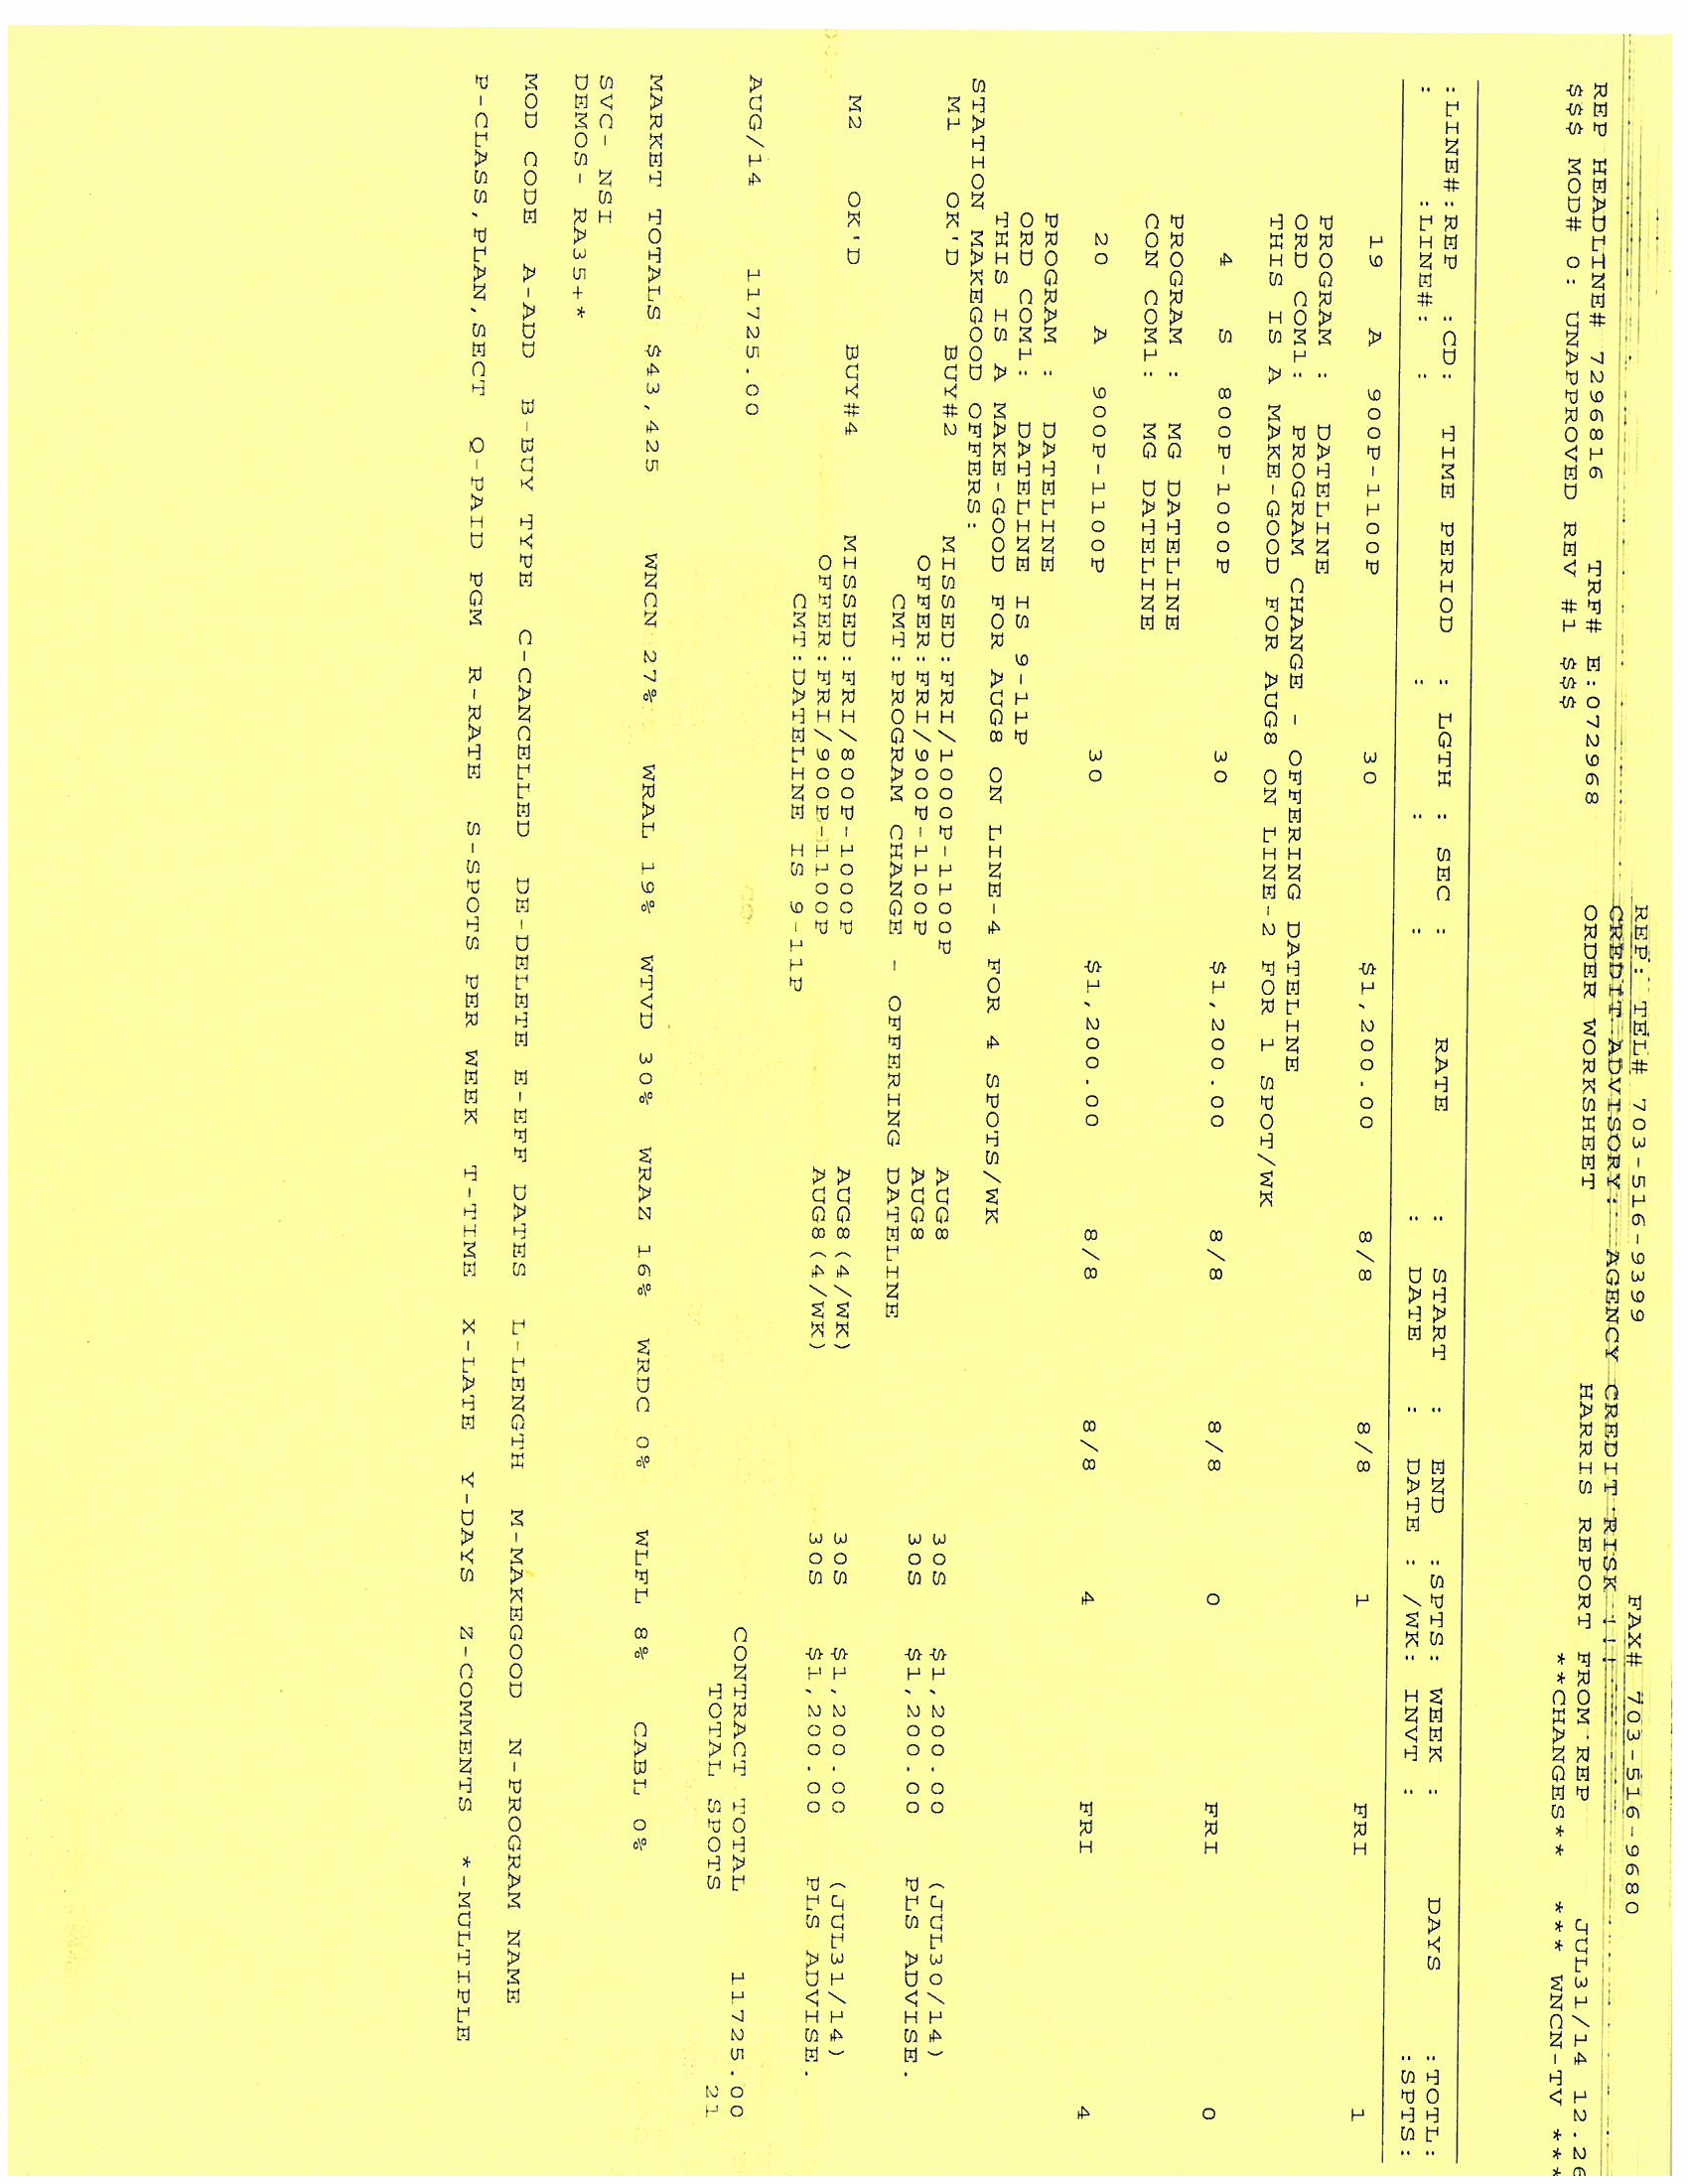 REP: TEL# 703-516-9399 FAX# 703-516-9680
CREDIT ADVISORY: AGENCY CREDIT RISK !!!
ORDER WORKSHEET HARRIS REPORT FROM REP JUL31/14 12.26
REP HEADLINE# 7296816 TRF# E:072968 **CHANGES** *** WNCN-TV ***
$$$ MOD# 0: UNAPPROVED REV #1 $$$
:LINE#:REP :CD: TIME PERIOD : LGTH : SEC : RATE : START : END :SPTS: WEEK : DAYS :TOTL:
: :LINE#: : : : : DATE : DATE : /WK: INVT : :SPTS:
19 A 900P-1100P 30 $1,200.00 8/8 8/8 1 FRI 1
PROGRAM : DATELINE
ORD COM1: PROGRAM CHANGE - OFFERING DATELINE
THIS IS A MAKE-GOOD FOR AUG8 ON LINE-2 FOR 1 SPOT/WK
4 S 800P-1000P 30 $1,200.00 8/8 8/8 0 FRI 0
PROGRAM : MG DATELINE
CON COM1: MG DATELINE
20 A 900P-1100P 30 $1,200.00 8/8 8/8 4 FRI 4
PROGRAM : DATELINE
ORD COM1: DATELINE IS 9-11P
THIS IS A MAKE-GOOD FOR AUG8 ON LINE-4 FOR 4 SPOTS/WK
STATION MAKEGOOD OFFERS:
M1 OK'D BUY#2 MISSED:FRI/1000P-1100P AUG8 30S $1,200.00 (JUL30/14)
OFFER:FRI/900P-1100P AUG8 30S $1,200.00 PLS ADVISE.
CMT:PROGRAM CHANGE - OFFERING DATELINE
M2 OK'D BUY#4 MISSED:FRI/800P-1000P AUG8(4/WK) 30S $1,200.00 (JUL31/14)
OFFER:FRI/900P-1100P AUG8(4/WK) 30S $1,200.00 PLS ADVISE.
CMT:DATELINE IS 9-11P
AUG/14 11725.00 CONTRACT TOTAL 11725.00
TOTAL SPOTS 21
MARKET TOTALS $43,425 WNCN 27% WRAL 19% WTVD 30% WRAZ 16% WRDC 0% WLFL 8% CABL 0%
SVC- NSI
DEMOS- RA35+*
MOD CODE A-ADD B-BUY TYPE C-CANCELLED DE-DELETE E-EFF DATES L-LENGTH M-MAKEGOOD N-PROGRAM NAME
P-CLASS,PLAN,SECT Q-PAID PGM R-RATE S-SPOTS PER WEEK T-TIME X-LATE Y-DAYS Z-COMMENTS *-MULTIPLE